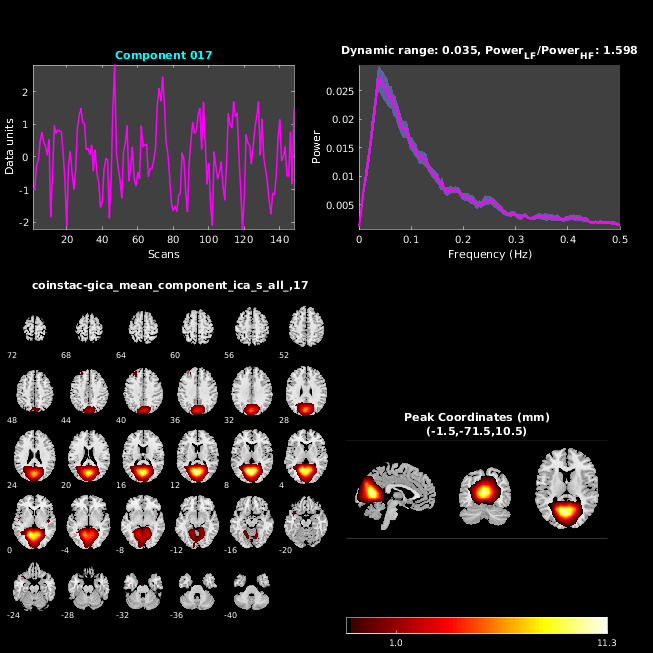 Component 017
Data units
2
1
0
-1
-2
20
40
60
80
100
120
140
Scans
Dynamic range: 0.035, PowerLF/PowerHF: 1.598
Power
0.025
0.02
0.015
0.01
0.005
0
0.1
0.2
0.3
0.4
0.5
Frequency (Hz)
coinstac-gica_mean_component_ica_s_all_,17
72 68 64 60 56 52
48 44 40 36 32 28
24 20 16 12 8 4
0 -4 -8 -12 -16 -20
-24 -28 -32 -36 -40
Peak Coordinates (mm)
(-1.5,-71.5,10.5)
1.0 11.3